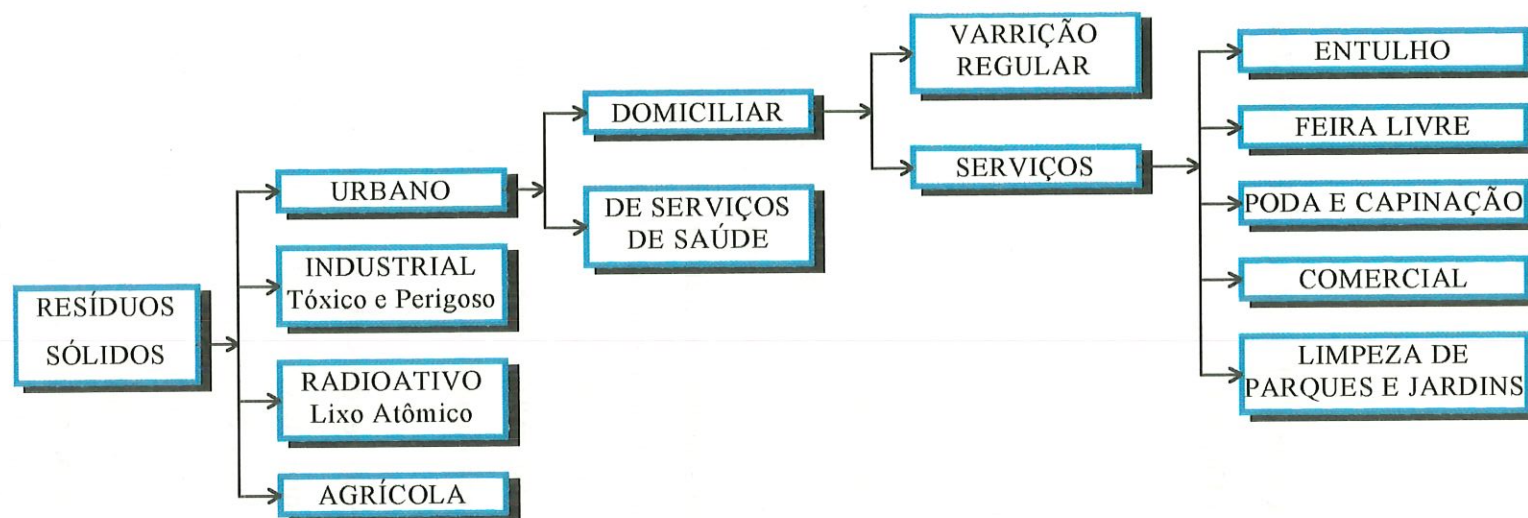 RESÍDUOS
SÓLIDOS
URBANO
INDUSTRIAL
Tóxico e Perigoso
RADIOATIVO
Lixo Atômico
AGRÍCOLA
DOMICILIAR
DE SERVIÇOS
DE SAÚDE
VARRIÇÃO
REGULAR
SERVIÇOS
ENTULHO
FEIRA LIVRE
PODA E CAPINAÇÃO
COMERCIAL
LIMPEZA DE
PARQUES E JARDINS